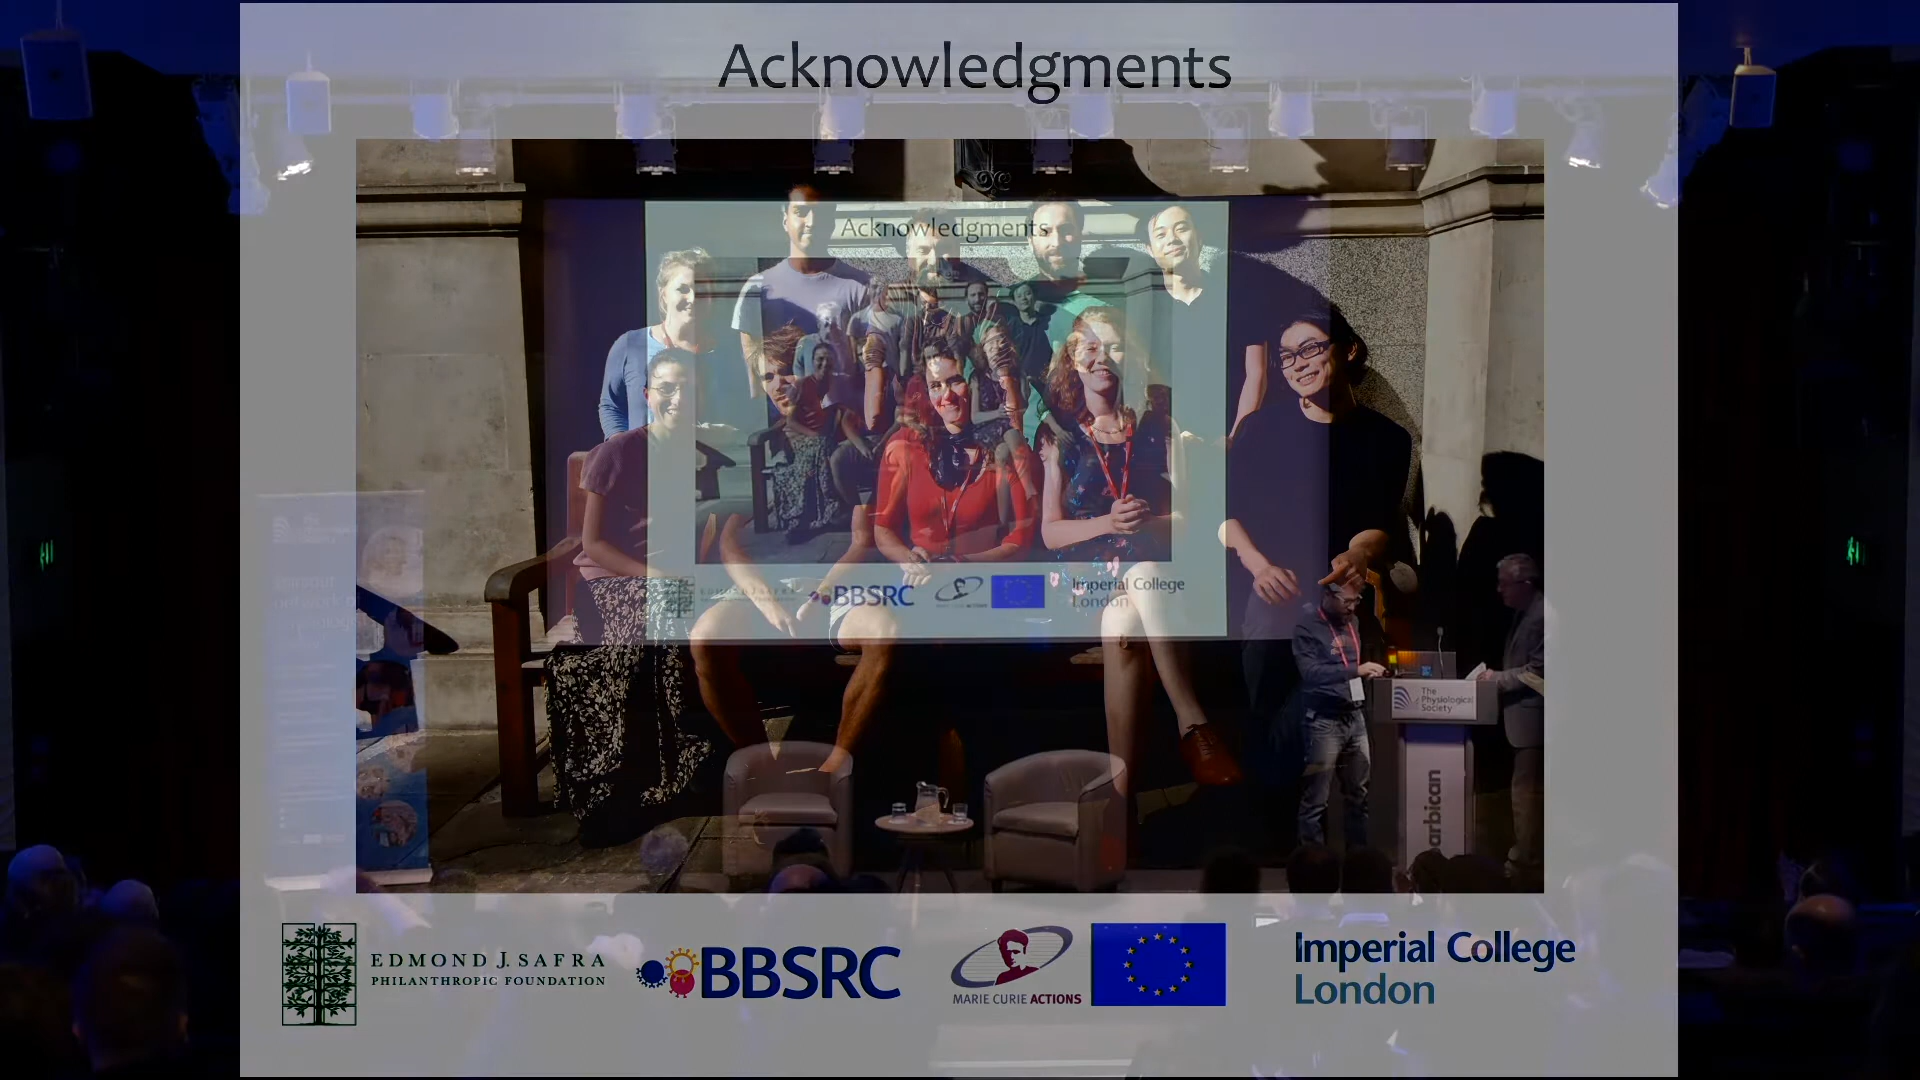 Acknowledgments
Acknowledgments
BBSRC
Imperial College
London
The
Physiological
Society
arbican
EDMOND J. SAFRA
PHILANTHROPIC FOUNDATION
BBSRC
MARIE CURIE ACTIONS
Imperial College
London